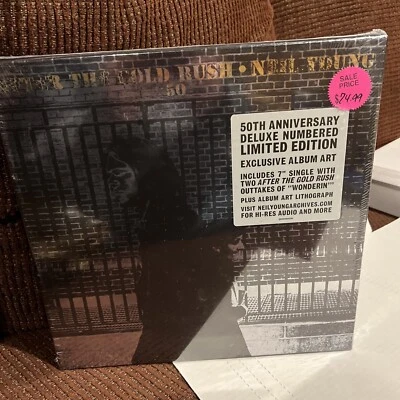 AFTER THE GOLD RUSH • NEIL YOUNG
50
SALE
PRICE
$74.99
50TH ANNIVERSARY
DELUXE NUMBERED
LIMITED EDITION
EXCLUSIVE ALBUM ART
INCLUDES 7" SINGLE WITH
TWO AFTER THE GOLD RUSH
OUTTAKES OF "WONDERIN'"
PLUS ALBUM ART LITHOGRAPH
VISIT NEILYOUNGARCHIVES.COM
FOR HI-RES AUDIO AND MORE